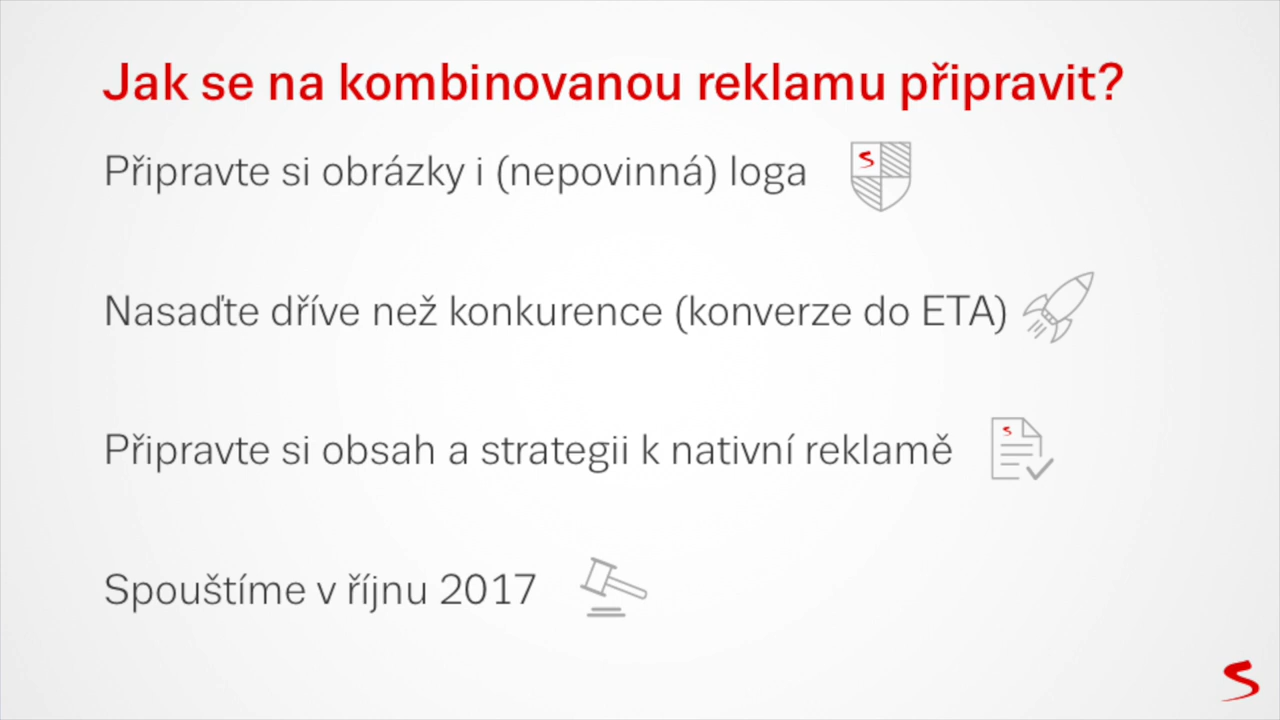 Jak se na kombinovanou reklamu připravit?
Připravte si obrázky i (nepovinná) loga
Nasaďte dříve než konkurence (konverze do ETA)
Připravte si obsah a strategii k nativní reklamě
Spouštíme v říjnu 2017